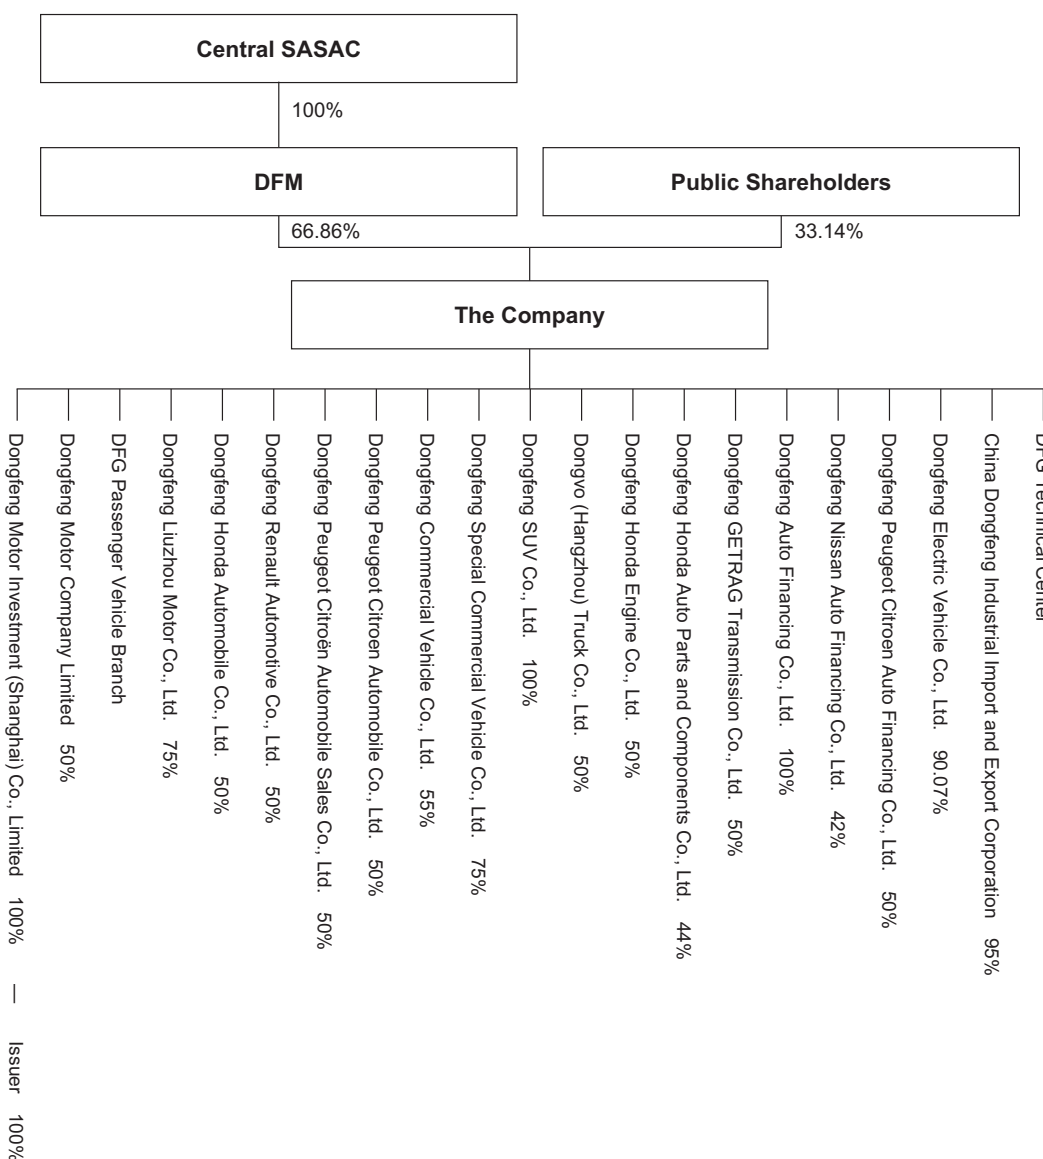 Central SASAC
100%
DFM
Public Shareholders
66.86%
33.14%
The Company
Dongfeng Motor Investment (Shanghai) Co., Limited 100% — Issuer 100%
Dongfeng Motor Company Limited 50%
DFG Passenger Vehicle Branch
Dongfeng Liuzhou Motor Co., Ltd. 75%
Dongfeng Honda Automobile Co., Ltd. 50%
Dongfeng Renault Automotive Co., Ltd. 50%
Dongfeng Peugeot Citroën Automobile Sales Co., Ltd. 50%
Dongfeng Peugeot Citroen Automobile Co., Ltd. 50%
Dongfeng Commercial Vehicle Co., Ltd. 55%
Dongfeng Special Commercial Vehicle Co., Ltd. 75%
Dongfeng SUV Co., Ltd. 100%
Dongvo (Hangzhou) Truck Co., Ltd. 50%
Dongfeng Honda Engine Co., Ltd. 50%
Dongfeng Honda Auto Parts and Components Co., Ltd. 44%
Dongfeng GETRAG Transmission Co., Ltd. 50%
Dongfeng Auto Financing Co., Ltd. 100%
Dongfeng Nissan Auto Financing Co., Ltd. 42%
Dongfeng Peugeot Citroen Auto Financing Co., Ltd. 50%
Dongfeng Electric Vehicle Co., Ltd. 90.07%
China Dongfeng Industrial Import and Export Corporation 95%
DFG Technical Center